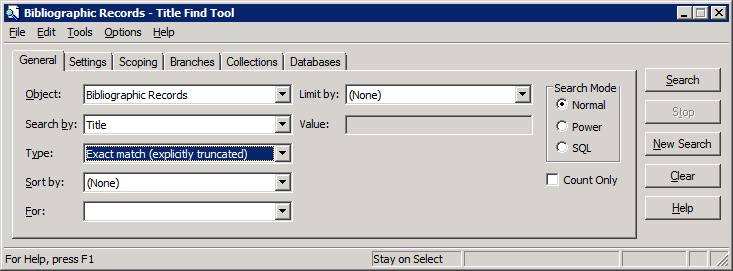 Bibliographic Records - Title Find Tool
File Edit Tools Options Help
General Settings Scoping Branches Collections Databases
Object: Bibliographic Records Limit by: (None) Search Mode Search
Normal
Search by: Title Value: Power Stop
Type: Exact match (explicitly truncated) SQL New Search
Sort by: (None) Count Only Clear
For: Help
For Help, press F1 Stay on Select